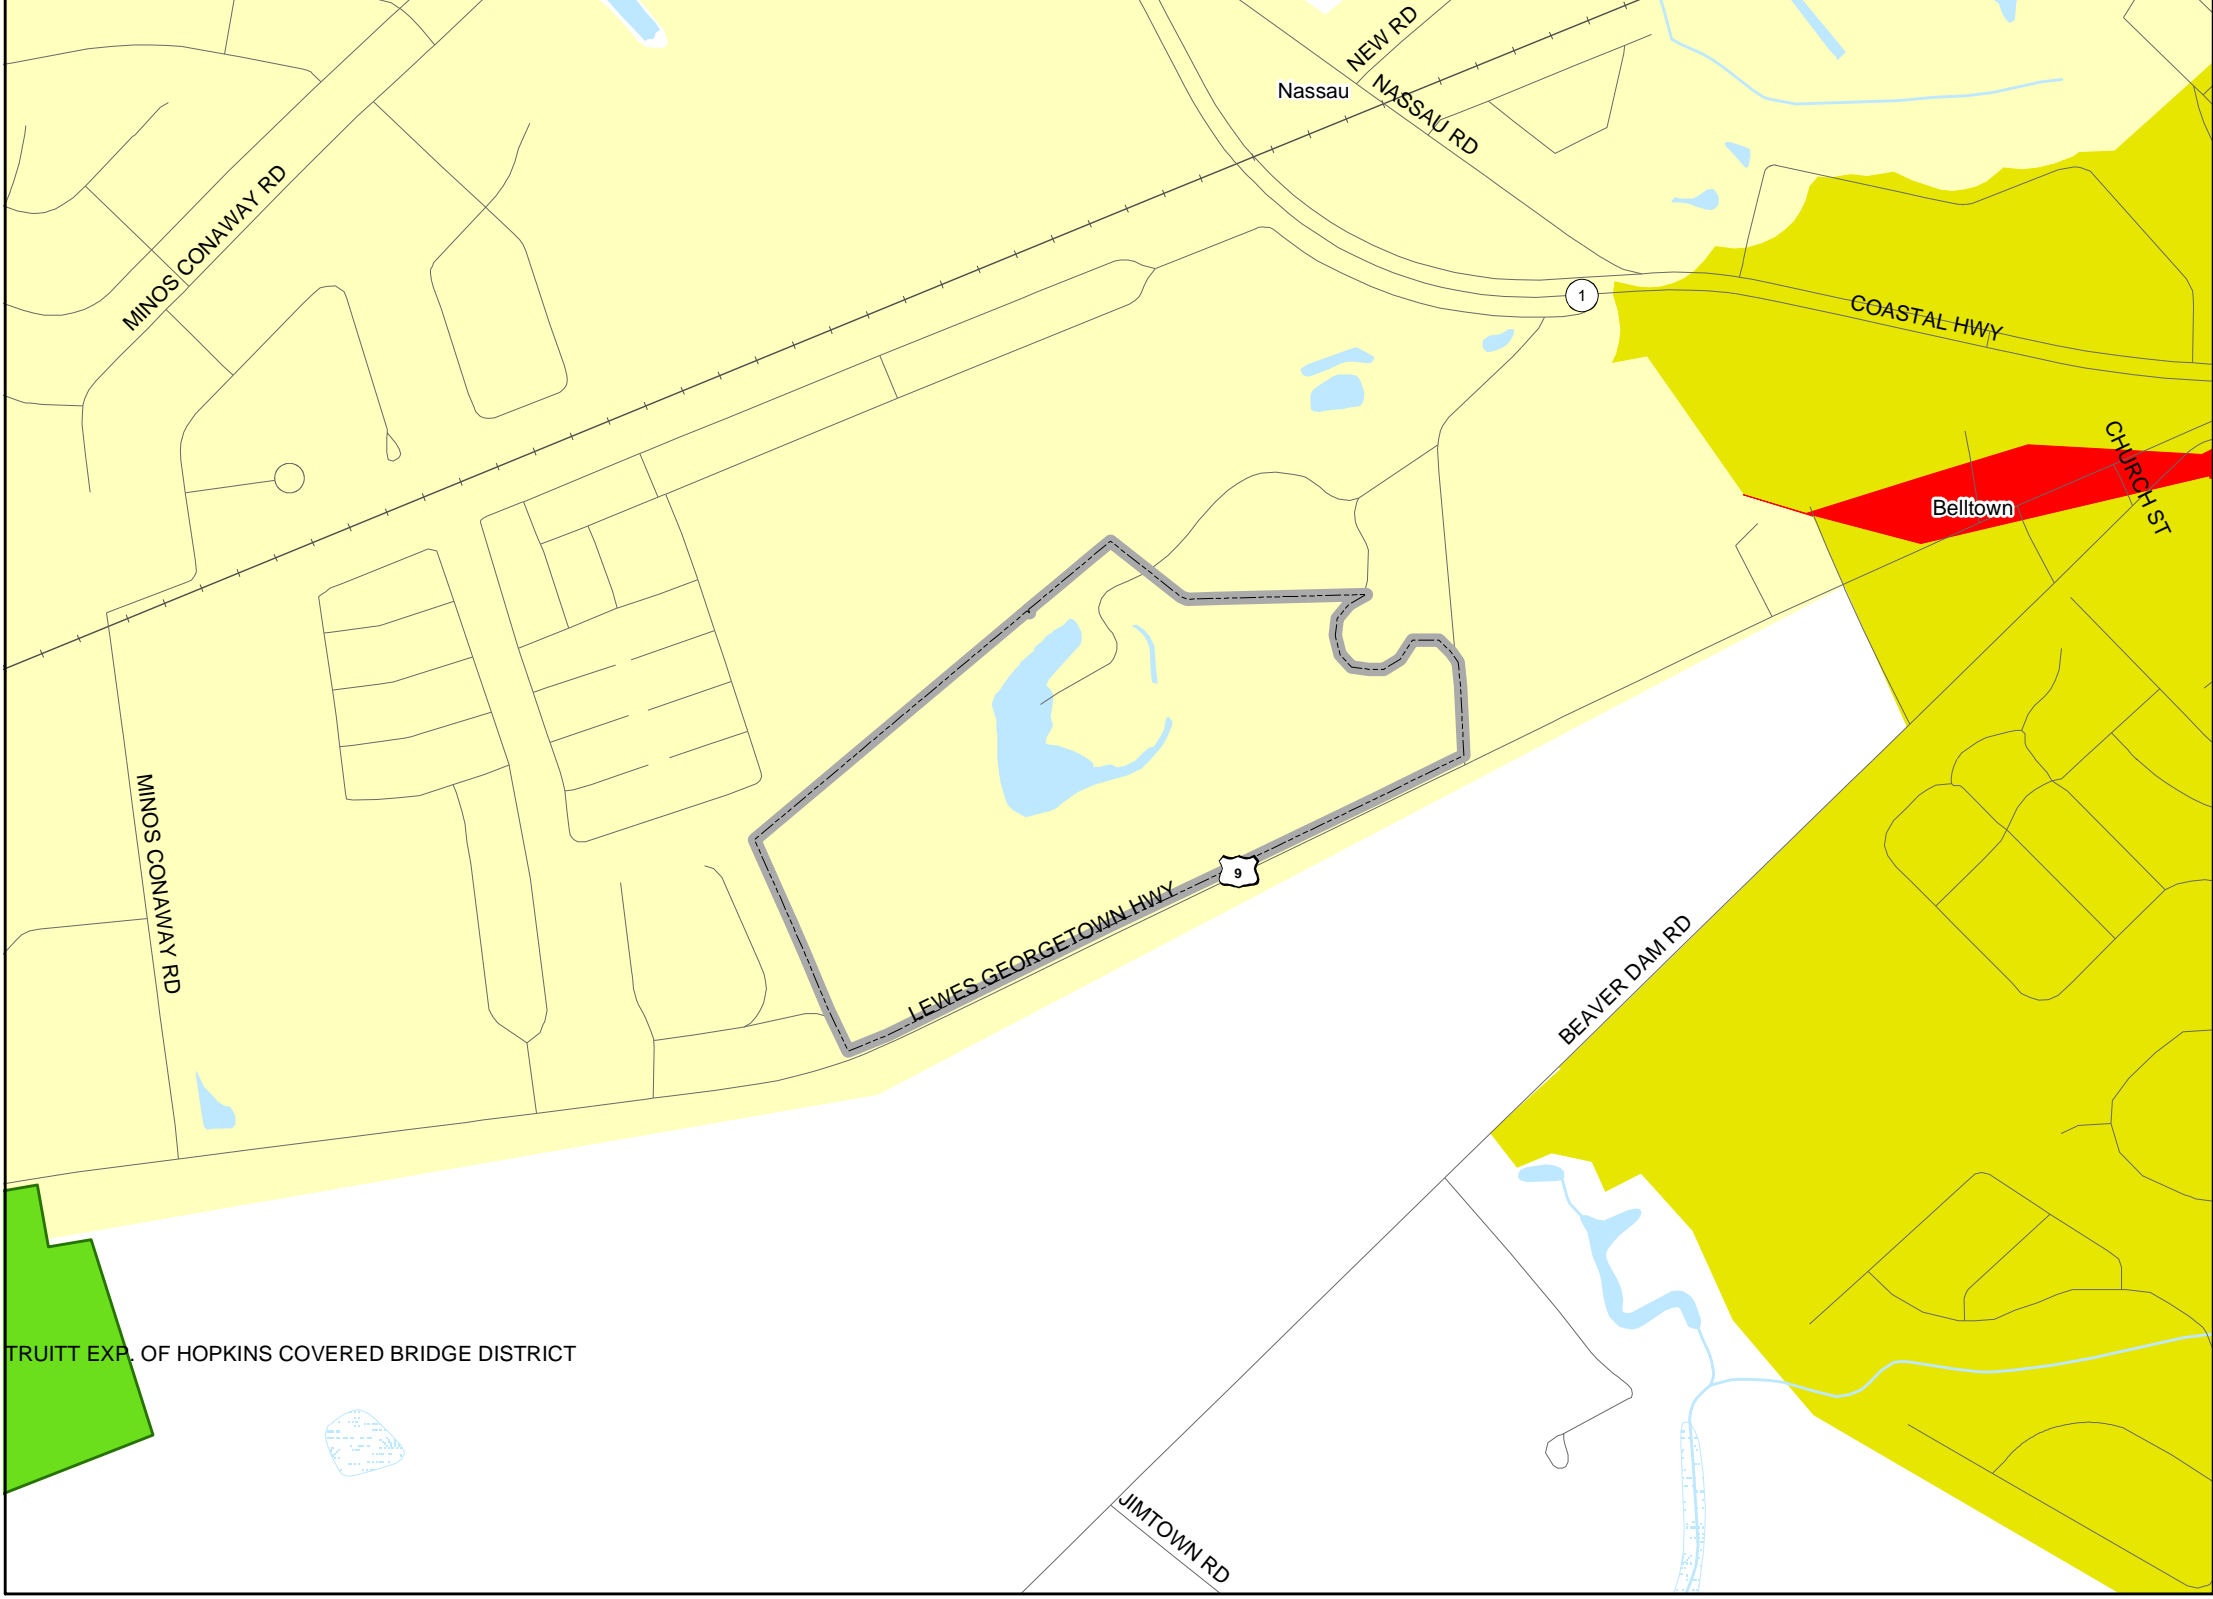 NEW RD
Nassau
NASSAU RD
MINOS CONAWAY RD
1
COASTAL HWY
CHURCH ST
Belltown
MINOS CONAWAY RD
9
LEWES GEORGETOWN HWY
BEAVER DAM RD
TRUITT EXP. OF HOPKINS COVERED BRIDGE DISTRICT
JIMTOWN RD